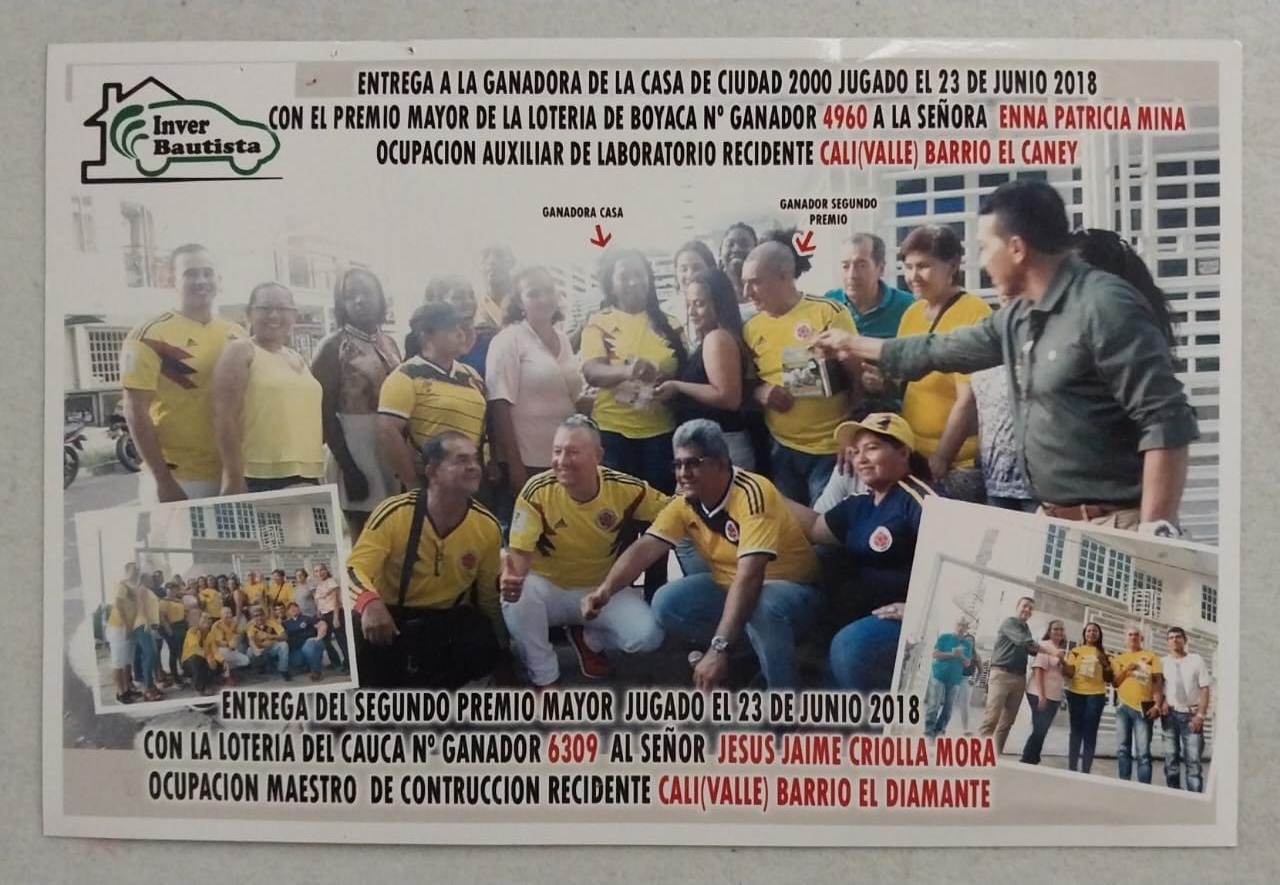 Inver
Bautista
ENTREGA A LA GANADORA DE LA CASA DE CIUDAD 2000 JUGADO EL 23 DE JUNIO 2018
CON EL PREMIO MAYOR DE LA LOTERIA DE BOYACA Nº GANADOR 4960 A LA SEÑORA ENNA PATRICIA MINA
OCUPACION AUXILIAR DE LABORATORIO RECIDENTE CALI(VALLE) BARRIO EL CANEY
GANADORA CASA
GANADOR SEGUNDO
PREMIO
ENTREGA DEL SEGUNDO PREMIO MAYOR JUGADO EL 23 DE JUNIO 2018
CON LA LOTERIA DEL CAUCA Nº GANADOR 6309 AL SEÑOR JESUS JAIME CRIOLLA MORA
OCUPACION MAESTRO DE CONTRUCCION RECIDENTE CALI(VALLE) BARRIO EL DIAMANTE